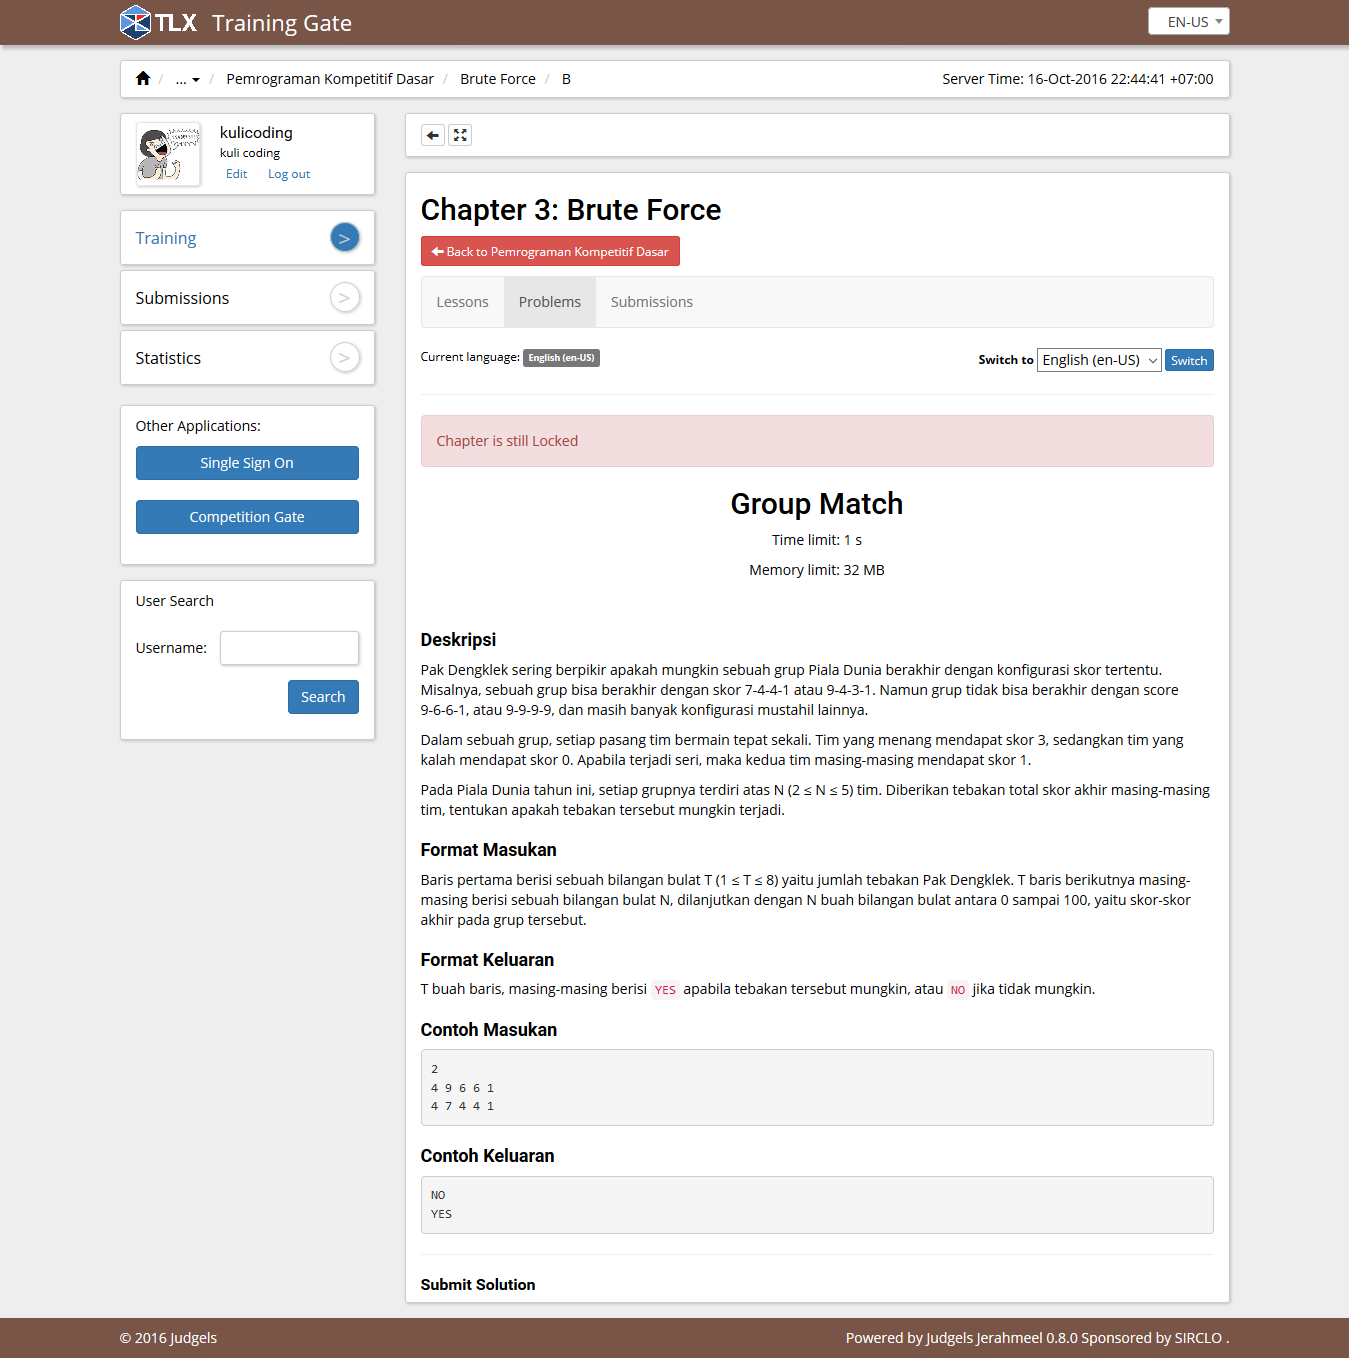 TLX Training Gate
EN-US
... Pemrograman Kompetitif Dasar / Brute Force / B
Server Time: 16-Oct-2016 22:44:41 +07:00
kulicoding
kuli coding
Edit Log out
Training >
Submissions >
Statistics >
Other Applications:
Single Sign On
Competition Gate
User Search
Username:
Search
Chapter 3: Brute Force
Back to Pemrograman Kompetitif Dasar
Lessons Problems Submissions
Current language: English (en-US)
Switch to English (en-US) Switch
Chapter is still Locked
Group Match
Time limit: 1 s
Memory limit: 32 MB
Deskripsi
Pak Dengklek sering berpikir apakah mungkin sebuah grup Piala Dunia berakhir dengan konfigurasi skor tertentu.
Misalnya, sebuah grup bisa berakhir dengan skor 7-4-4-1 atau 9-4-3-1. Namun grup tidak bisa berakhir dengan score
9-6-6-1, atau 9-9-9-9, dan masih banyak konfigurasi mustahil lainnya.
Dalam sebuah grup, setiap pasang tim bermain tepat sekali. Tim yang menang mendapat skor 3, sedangkan tim yang
kalah mendapat skor 0. Apabila terjadi seri, maka kedua tim masing-masing mendapat skor 1.
Pada Piala Dunia tahun ini, setiap grupnya terdiri atas N (2 ≤ N ≤ 5) tim. Diberikan tebakan total skor akhir masing-masing
tim, tentukan apakah tebakan tersebut mungkin terjadi.
Format Masukan
Baris pertama berisi sebuah bilangan bulat T (1 ≤ T ≤ 8) yaitu jumlah tebakan Pak Dengklek. T baris berikutnya masing-
masing berisi sebuah bilangan bulat N, dilanjutkan dengan N buah bilangan bulat antara 0 sampai 100, yaitu skor-skor
akhir pada grup tersebut.
Format Keluaran
T buah baris, masing-masing berisi YES apabila tebakan tersebut mungkin, atau NO jika tidak mungkin.
Contoh Masukan
2
4 9 6 6 1
4 7 4 4 1
Contoh Keluaran
NO
YES
Submit Solution
© 2016 Judgels
Powered by Judgels Jerahmeel 0.8.0 Sponsored by SIRCLO .